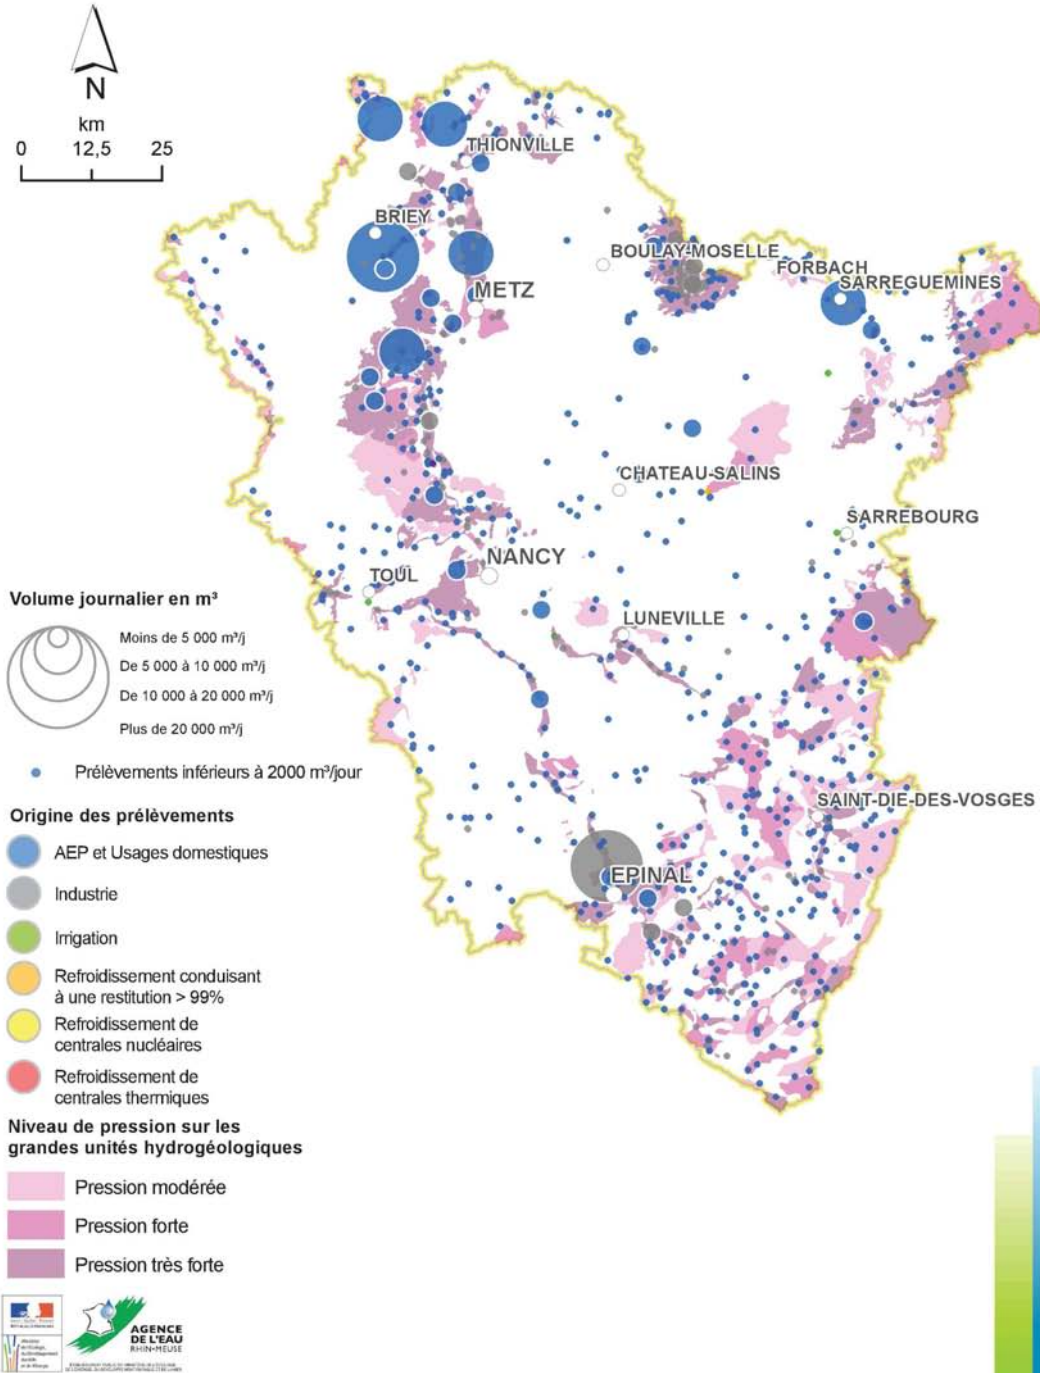 N
km
0 12,5 25
THIONVILLE
BRIEY
BOULAY-MOSELLE
FORBACH
SARREGUEMINES
METZ
CHATEAU-SALINS
SARREBOURG
NANCY
TOUL
LUNEVILLE
SAINT-DIE-DES-VOSGES
EPINAL
Volume journalier en m³
Moins de 5 000 m³/j
De 5 000 à 10 000 m³/j
De 10 000 à 20 000 m³/j
Plus de 20 000 m³/j
Prélèvements inférieurs à 2000 m³/jour
Origine des prélèvements
AEP et Usages domestiques
Industrie
Irrigation
Refroidissement conduisant
à une restitution > 99%
Refroidissement de
centrales nucléaires
Refroidissement de
centrales thermiques
Niveau de pression sur les
grandes unités hydrogéologiques
Pression modérée
Pression forte
Pression très forte
AGENCE
DE L'EAU
RHIN-MEUSE